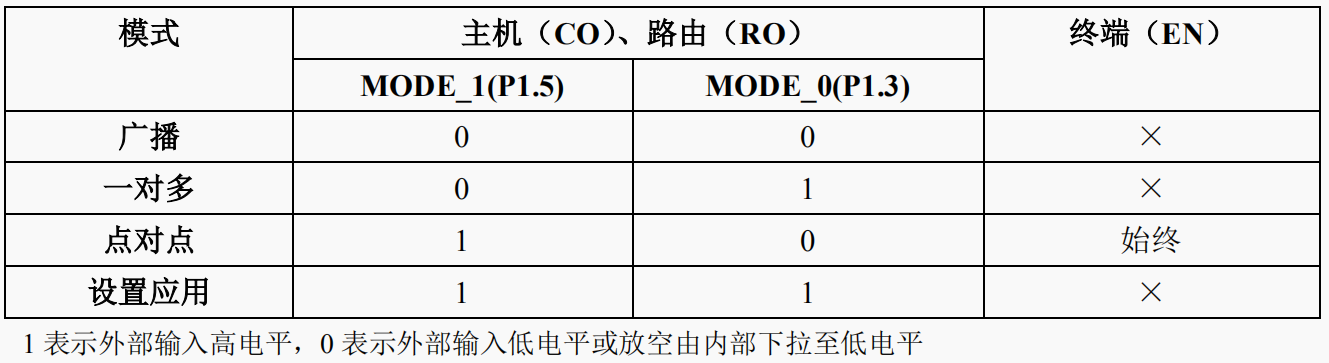 模式 主机（CO）、路由（RO） 终端（EN）
MODE_1(P1.5) MODE_0(P1.3)
广播 0 0 ×
一对多 0 1 ×
点对点 1 0 始终
设置应用 1 1 ×
1 表示外部输入高电平，0 表示外部输入低电平或放空由内部下拉至低电平